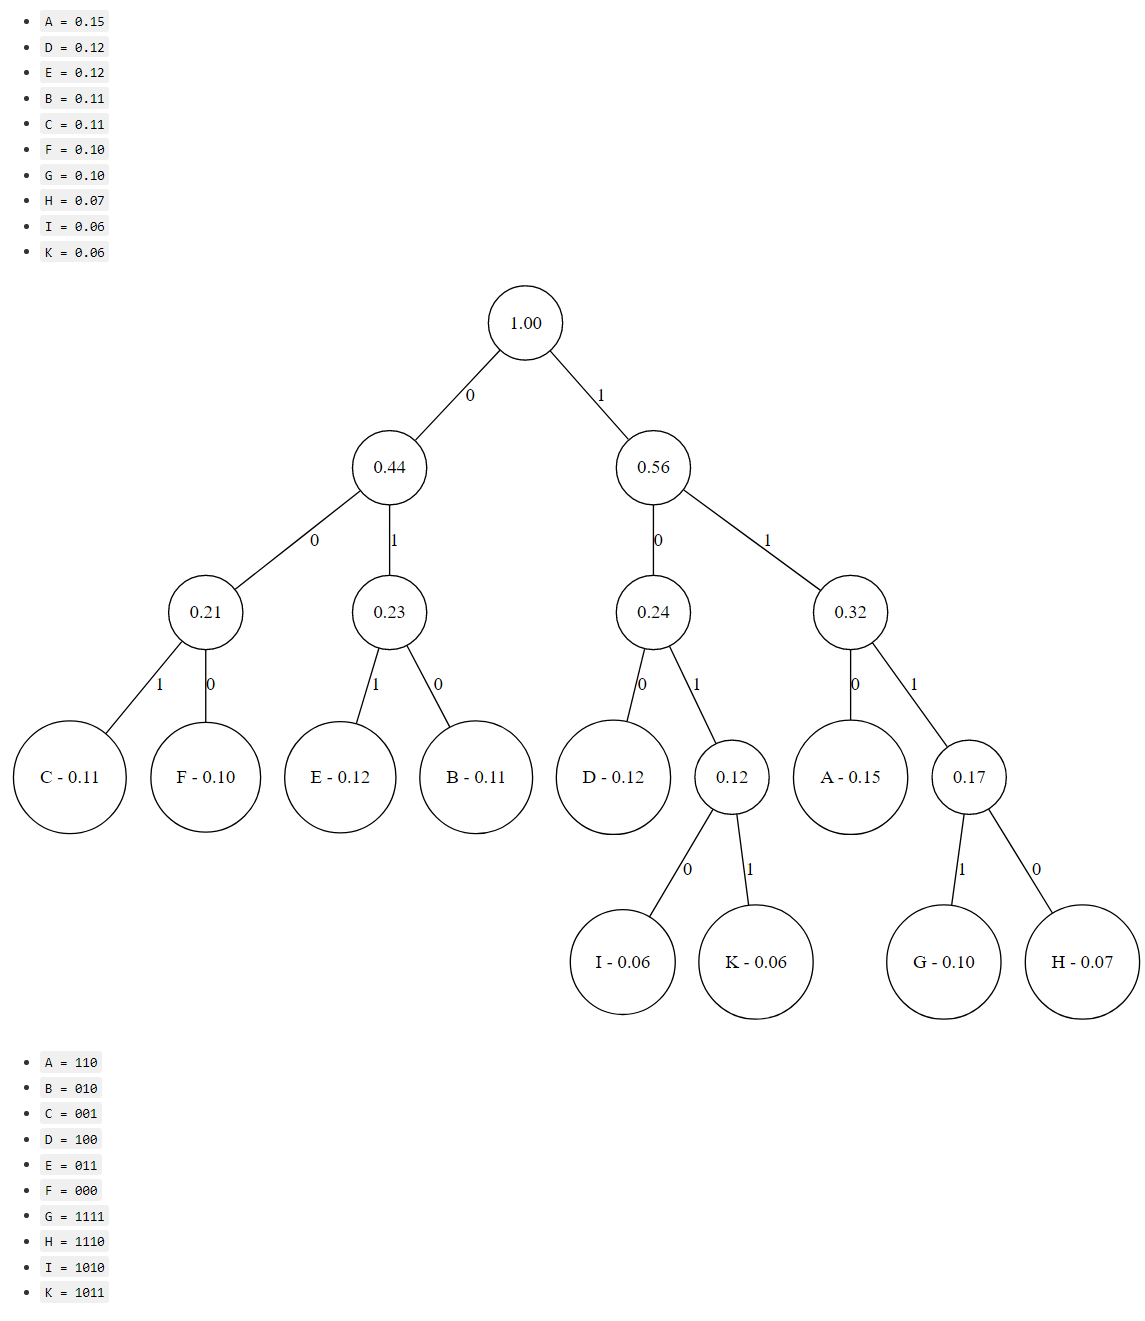 A = 0.15
D = 0.12
E = 0.12
B = 0.11
C = 0.11
F = 0.10
G = 0.10
H = 0.07
I = 0.06
K = 0.06
1.00
0 1
0.44 0.56
0 1 0 1
0.21 0.23 0.24 0.32
1 0 1 0 0 1 0 1
C - 0.11 F - 0.10 E - 0.12 B - 0.11 D - 0.12 0.12 A - 0.15 0.17
0 1 1 0
I - 0.06 K - 0.06 G - 0.10 H - 0.07
A = 110
B = 010
C = 001
D = 100
E = 011
F = 000
G = 1111
H = 1110
I = 1010
K = 1011